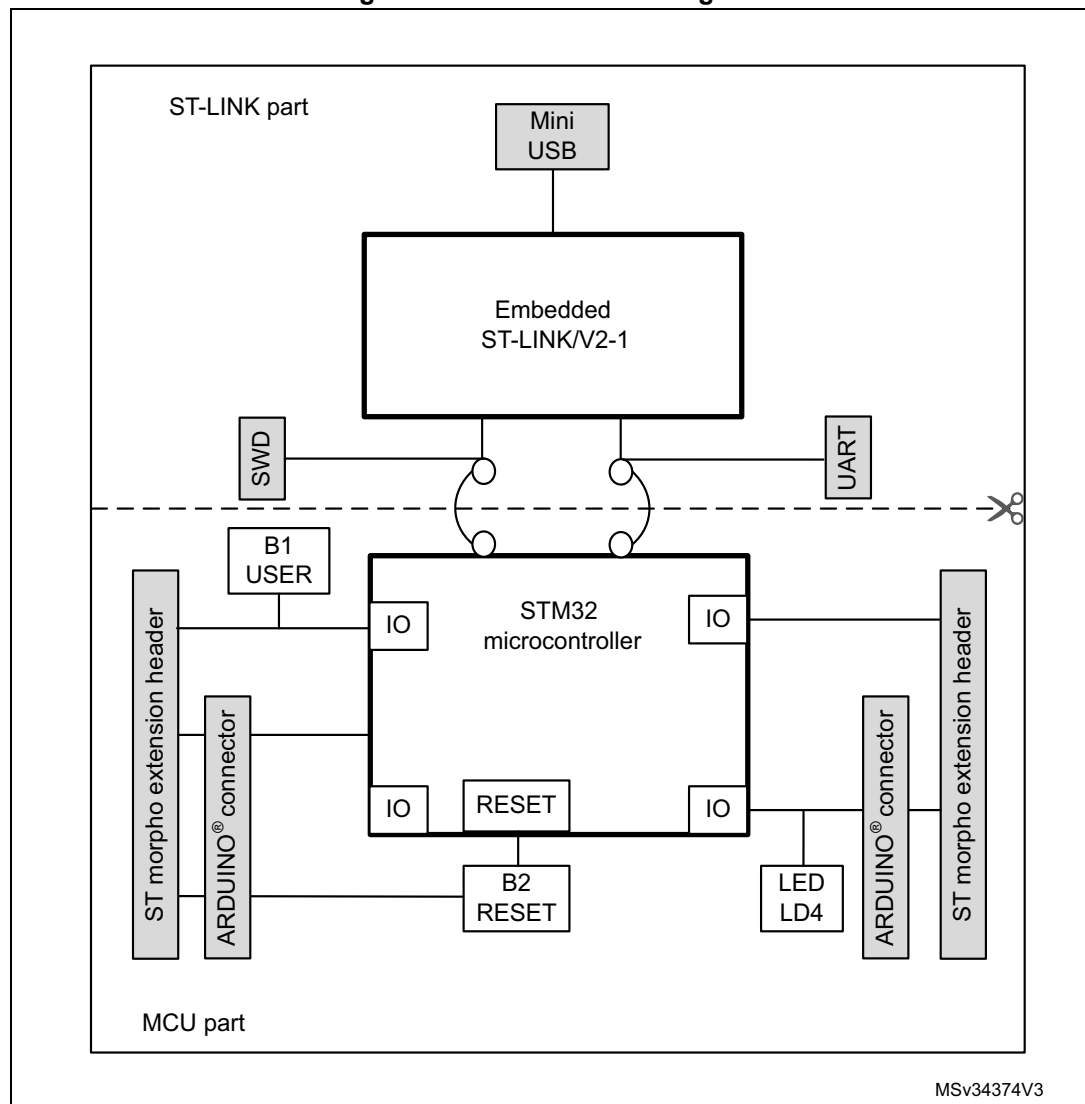 ST-LINK part
Mini
USB
Embedded
ST-LINK/V2-1
SWD
UART
B1
USER
STM32
microcontroller
IO
IO
ST morpho extension header
ARDUINO® connector
IO
RESET
IO
B2
RESET
LED
LD4
ARDUINO® connector
ST morpho extension header
MCU part
MSv34374V3